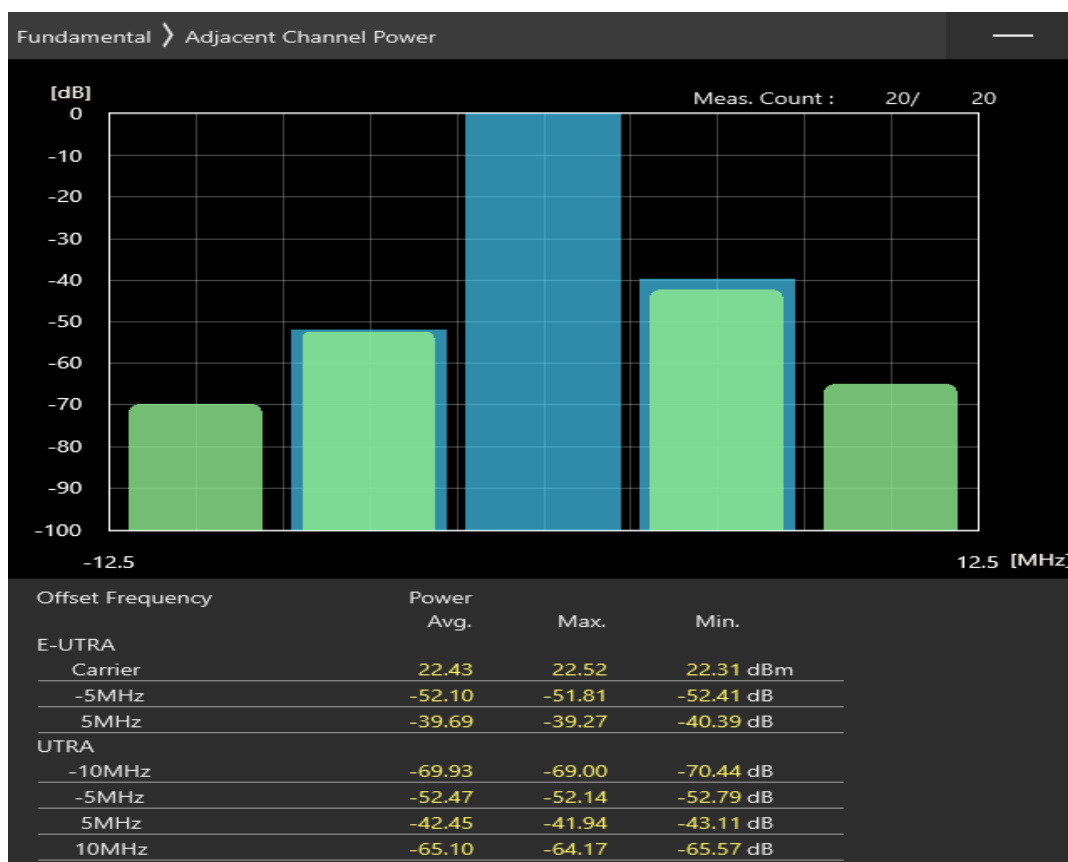 Fundamental ❯ Adjacent Channel Power
[dB]
Meas. Count : 20/ 20
0
-10
-20
-30
-40
-50
-60
-70
-80
-90
-100
-12.5 12.5 [MHz]
Offset Frequency Power
Avg. Max. Min.
E-UTRA
Carrier 22.43 22.52 22.31 dBm
-5MHz -52.10 -51.81 -52.41 dB
5MHz -39.69 -39.27 -40.39 dB
UTRA
-10MHz -69.93 -69.00 -70.44 dB
-5MHz -52.47 -52.14 -52.79 dB
5MHz -42.45 -41.94 -43.11 dB
10MHz -65.10 -64.17 -65.57 dB